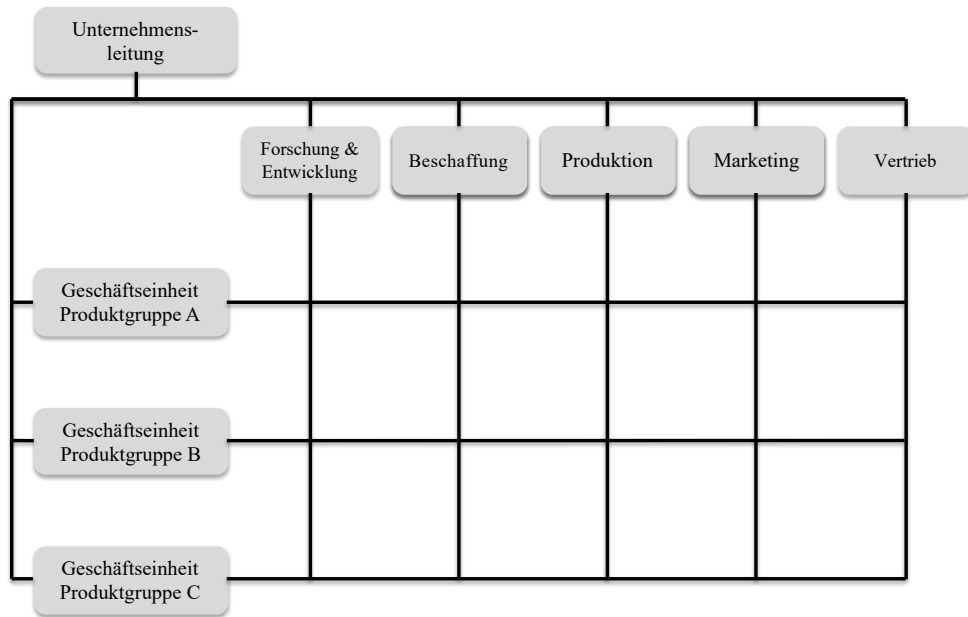 Unternehmens-
leitung
Forschung &
Entwicklung
Beschaffung
Produktion
Marketing
Vertrieb
Geschäftseinheit
Produktgruppe A
Geschäftseinheit
Produktgruppe B
Geschäftseinheit
Produktgruppe C